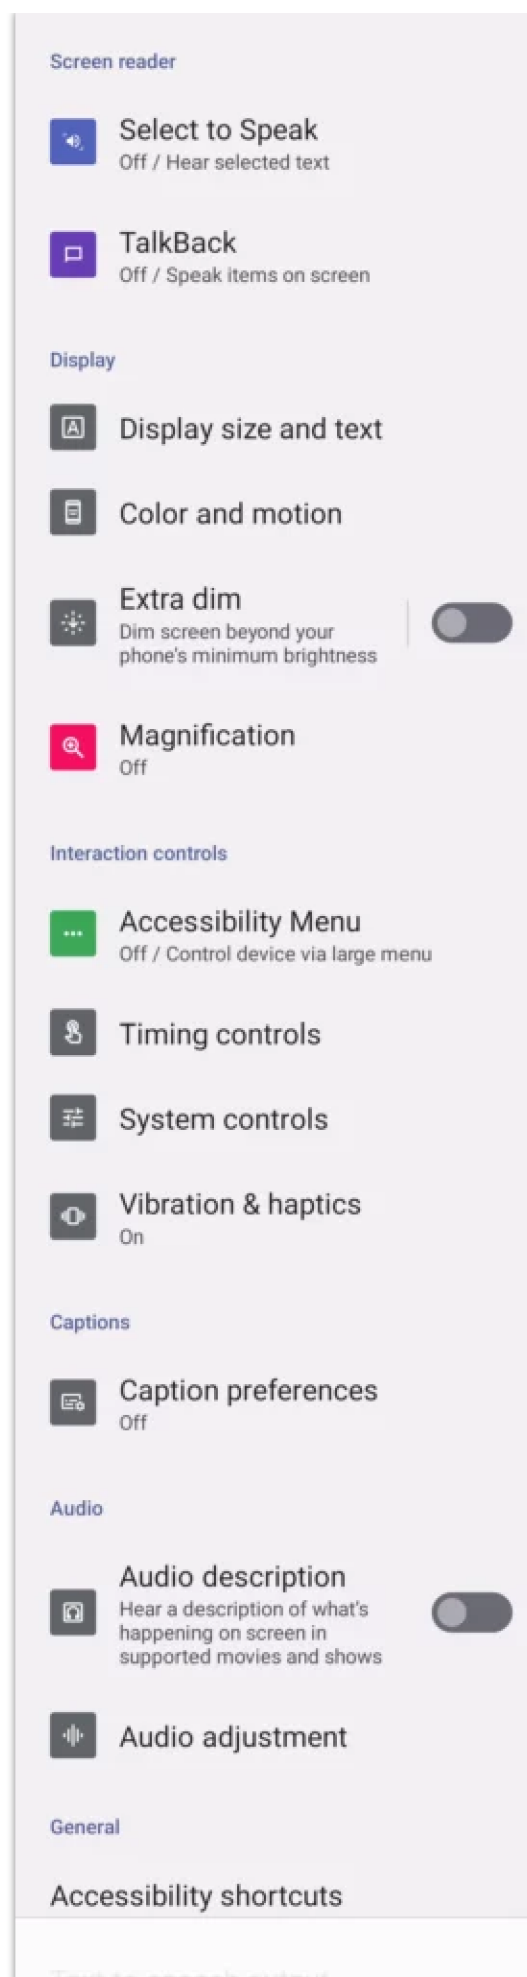 Screen reader
Select to Speak
Off / Hear selected text
TalkBack
Off / Speak items on screen
Display
Display size and text
Color and motion
Extra dim
Dim screen beyond your
phone's minimum brightness
Magnification
Off
Interaction controls
Accessibility Menu
Off / Control device via large menu
Timing controls
System controls
Vibration & haptics
On
Captions
Caption preferences
Off
Audio
Audio description
Hear a description of what's
happening on screen in
supported movies and shows
Audio adjustment
General
Accessibility shortcuts